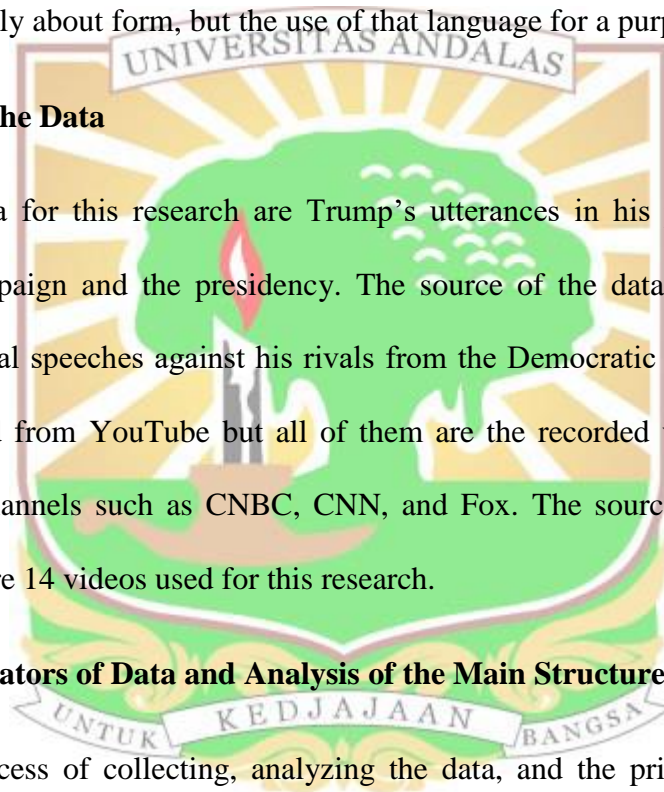 ly about form, but the use of that language for a purp
UNIVERSITAS ANDALAS
he Data
a for this research are Trump’s utterances in his
paign and the presidency. The source of the data
al speeches against his rivals from the Democratic
from YouTube but all of them are the recorded
annels such as CNBC, CNN, and Fox. The sourc
re 14 videos used for this research.
ators of Data and Analysis of the Main Structure
UNTUK KEDJAJAAN BANGSA
cess of collecting, analyzing the data, and the pri